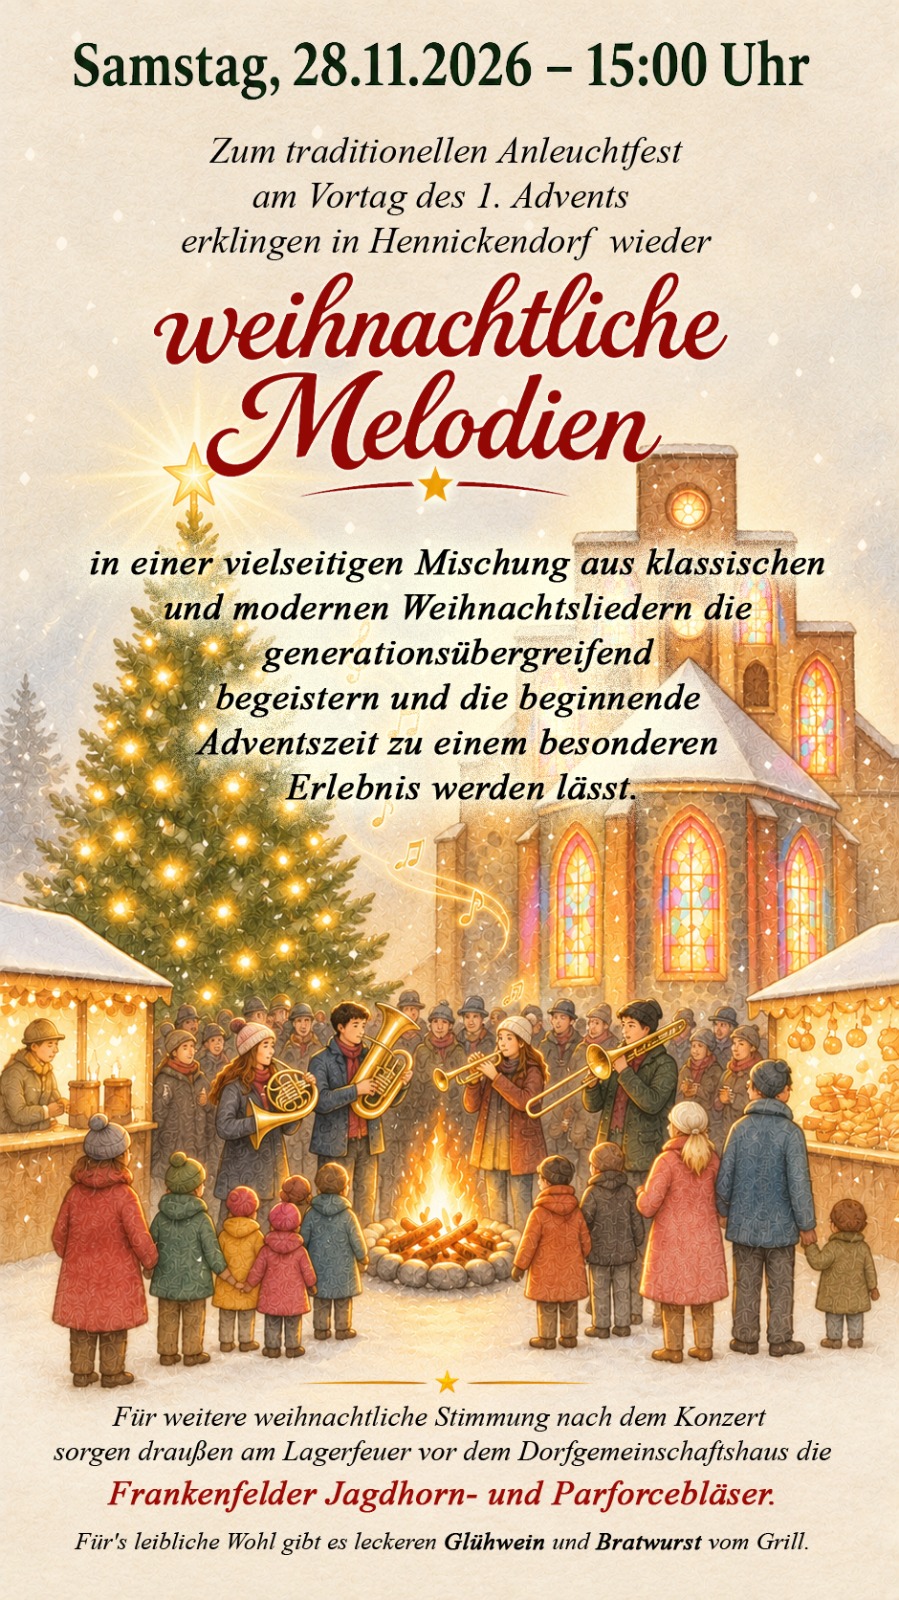 Samstag, 28.11.2026 – 15:00 Uhr
Zum traditionellen Anleuchtfest
am Vortag des 1. Advents
erklingen in Hennickendorf wieder
weihnachtliche
Melodien
in einer vielseitigen Mischung aus klassischen
und modernen Weihnachtsliedern die
generationsübergreifend
begeistern und die beginnende
Adventszeit zu einem besonderen
Erlebnis werden lässt.
Für weitere weihnachtliche Stimmung nach dem Konzert
sorgen draußen am Lagerfeuer vor dem Dorfgemeinschaftshaus die
Frankenfelder Jagdhorn- und Parforcebläser.
Für's leibliche Wohl gibt es leckeren Glühwein und Bratwurst vom Grill.